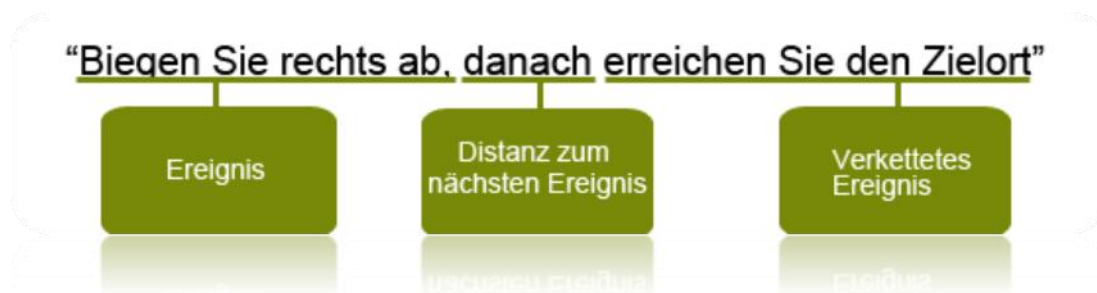 “Biegen Sie rechts ab, danach erreichen Sie den Zielort”
Ereignis
Distanz zum
nächsten Ereignis
Verkettetes
Ereignis